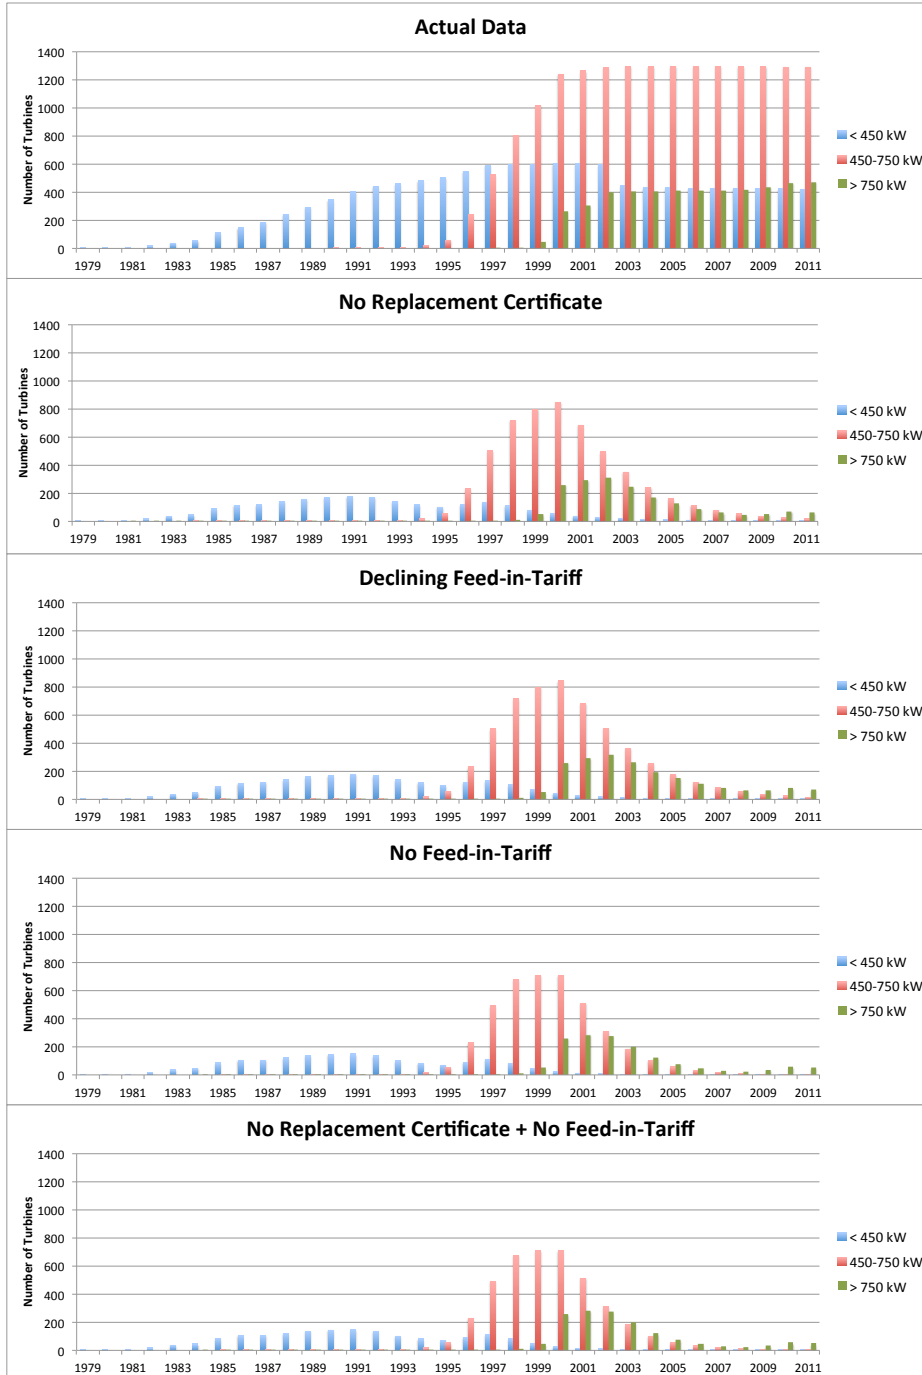 Actual Data
Number of Turbines
1400
1200
1000
800
600
400
200
0
1979 1981 1983 1985 1987 1989 1991 1993 1995 1997 1999 2001 2003 2005 2007 2009 2011
< 450 kW
450-750 kW
> 750 kW
No Replacement Certificate
Number of Turbines
1400
1200
1000
800
600
400
200
0
1979 1981 1983 1985 1987 1989 1991 1993 1995 1997 1999 2001 2003 2005 2007 2009 2011
< 450 kW
450-750 kW
> 750 kW
Declining Feed-in-Tariff
Number of Turbines
1400
1200
1000
800
600
400
200
0
1979 1981 1983 1985 1987 1989 1991 1993 1995 1997 1999 2001 2003 2005 2007 2009 2011
< 450 kW
450-750 kW
> 750 kW
No Feed-in-Tariff
Number of Turbines
1400
1200
1000
800
600
400
200
0
1979 1981 1983 1985 1987 1989 1991 1993 1995 1997 1999 2001 2003 2005 2007 2009 2011
< 450 kW
450-750 kW
> 750 kW
No Replacement Certificate + No Feed-in-Tariff
Number of Turbines
1400
1200
1000
800
600
400
200
0
1979 1981 1983 1985 1987 1989 1991 1993 1995 1997 1999 2001 2003 2005 2007 2009 2011
< 450 kW
450-750 kW
> 750 kW